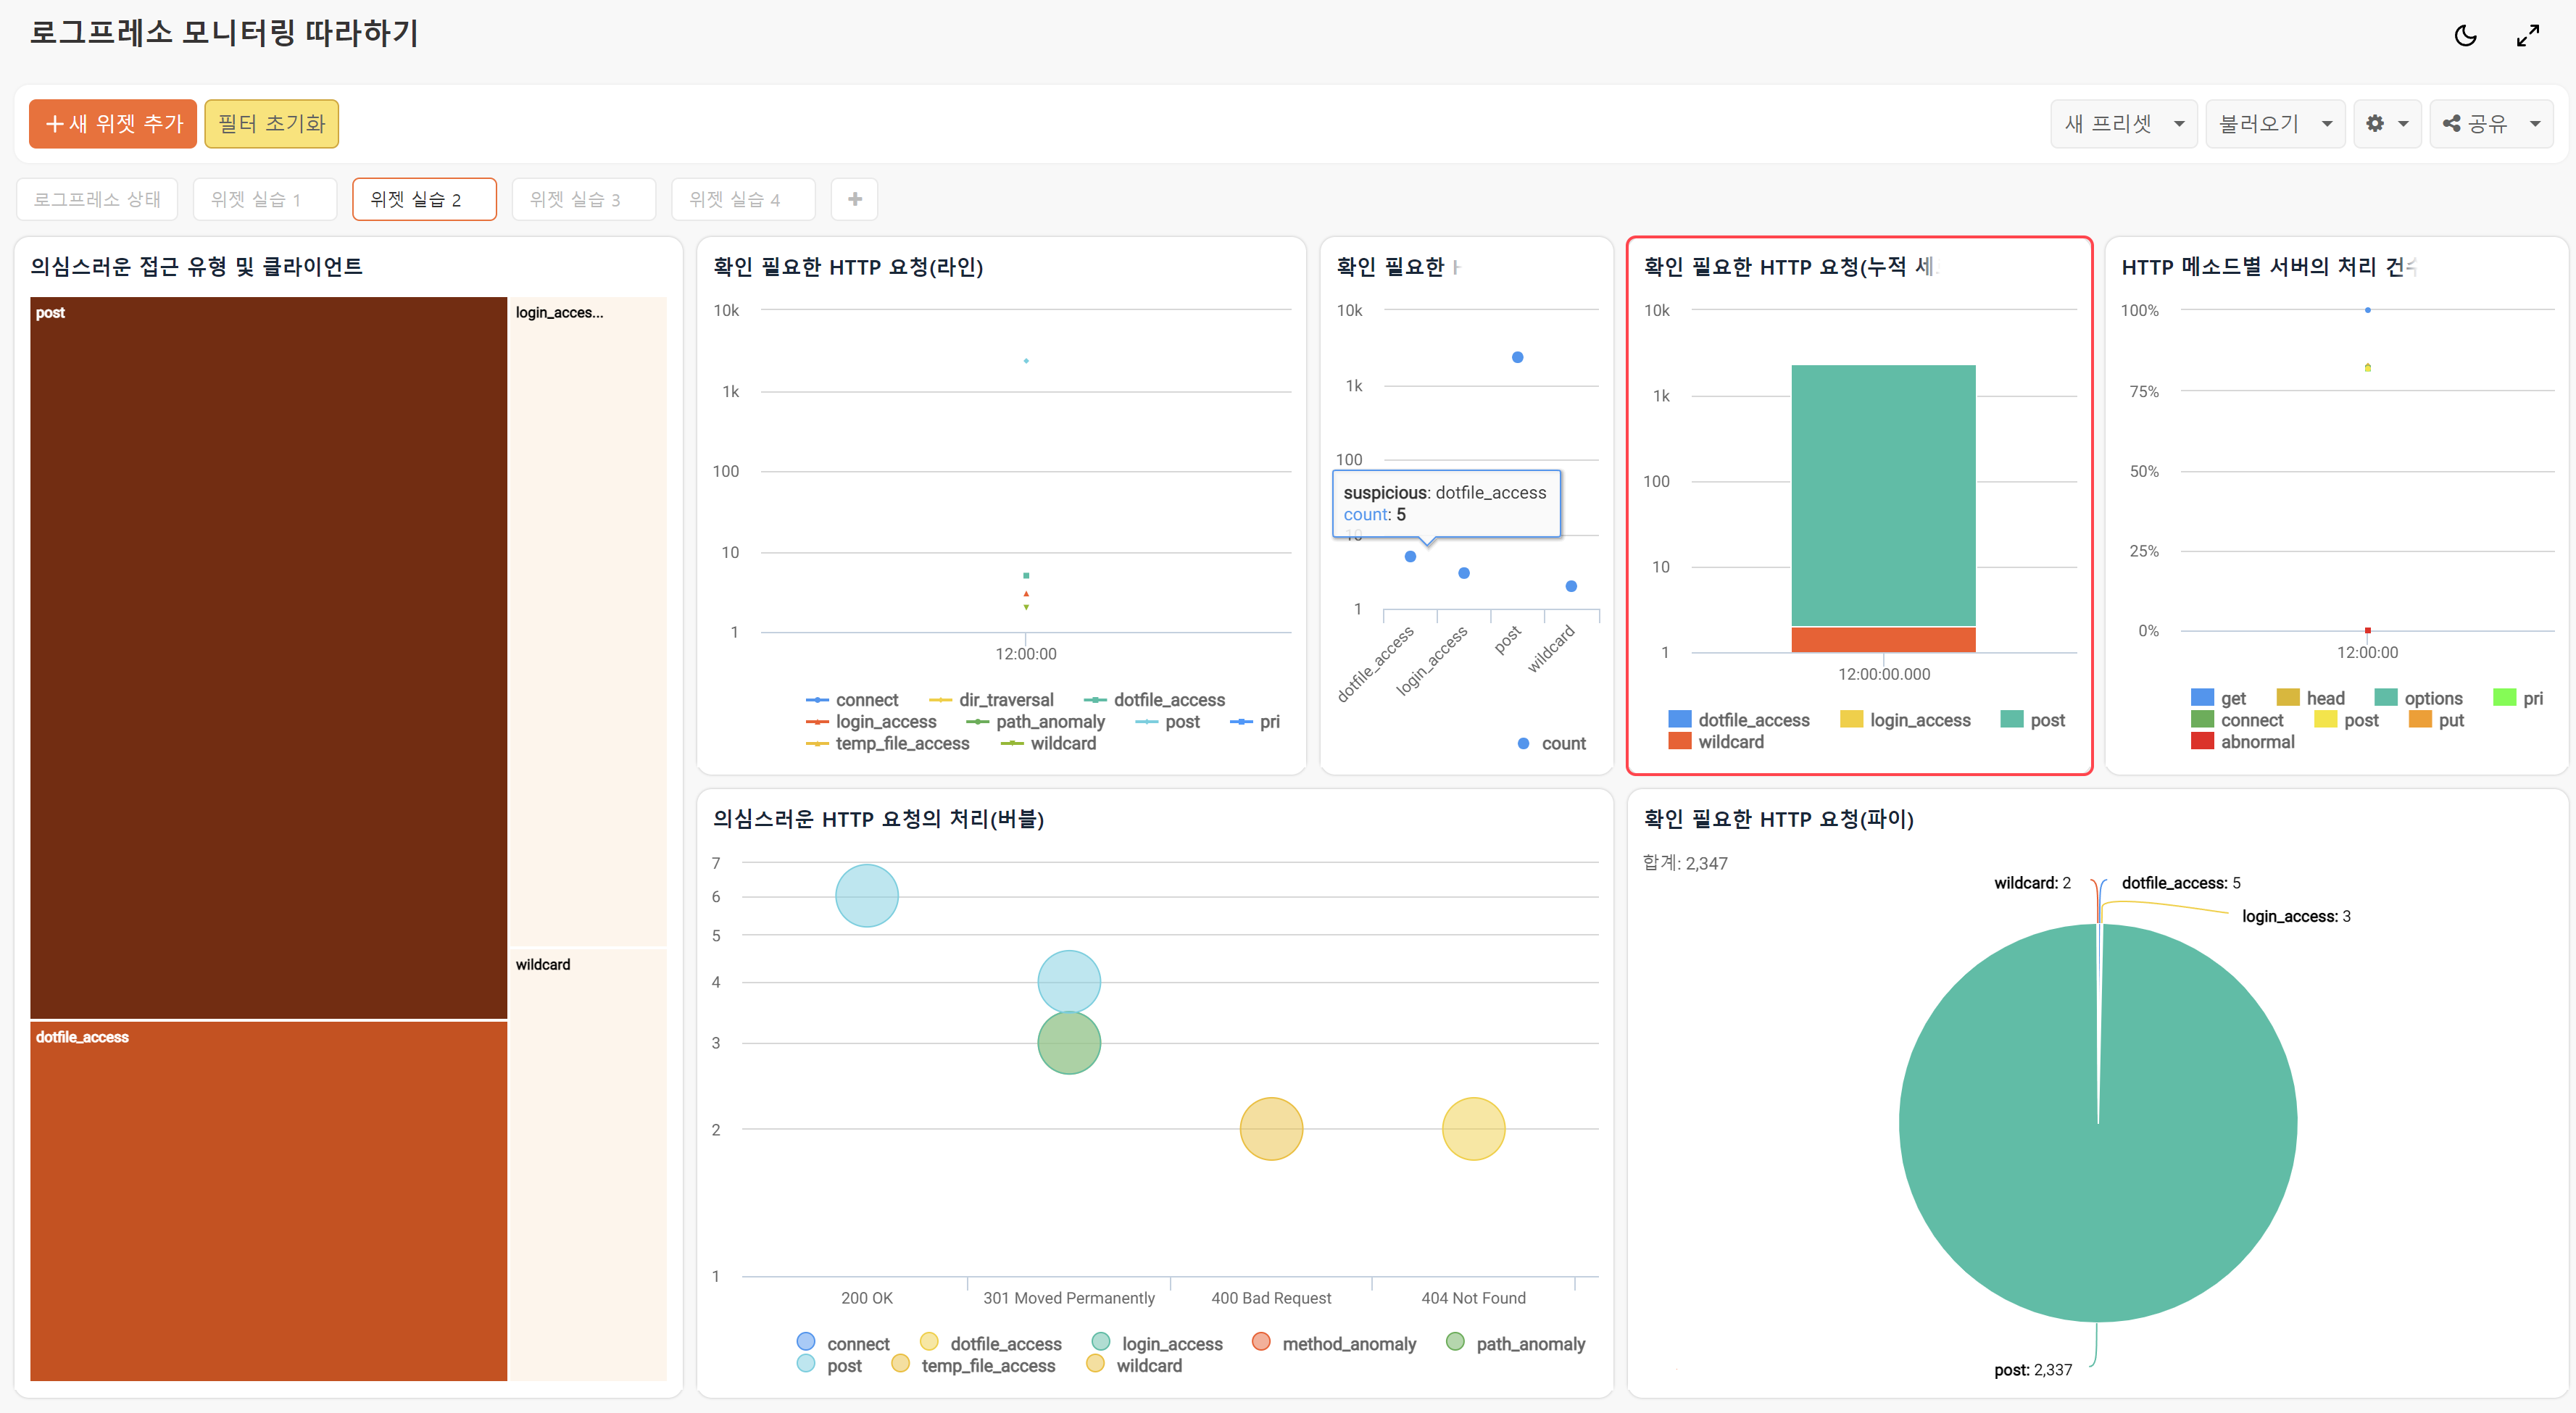 로그프레소 모니터링 따라하기
새 위젯 추가
필터 초기화
새 프리셋
불러오기
공유
로그프레소 상태
위젯 실습 1
위젯 실습 2
위젯 실습 3
위젯 실습 4
의심스러운 접근 유형 및 클라이언트
post
login_acces...
dotfile_access
wildcard
확인 필요한 HTTP 요청(라인)
10k
1k
100
10
1
12:00:00
connect dir_traversal dotfile_access
login_access path_anomaly post pri
temp_file_access wildcard
확인 필요한
10k
1k
100
suspicious: dotfile_access
count: 5
10
1
dotfile_access
login_access
post
wildcard
count
확인 필요한 HTTP 요청(누적 세
10k
1k
100
10
1
12:00:00.000
dotfile_access login_access post
wildcard
HTTP 메소드별 서버의 처리 건
100%
75%
50%
25%
0%
12:00:00
get head options pri
connect post put
abnormal
의심스러운 HTTP 요청의 처리(버블)
7
6
5
4
3
2
1
200 OK 301 Moved Permanently 400 Bad Request 404 Not Found
connect dotfile_access login_access method_anomaly path_anomaly
post temp_file_access wildcard
확인 필요한 HTTP 요청(파이)
합계: 2,347
wildcard: 2
dotfile_access: 5
login_access: 3
post: 2,337